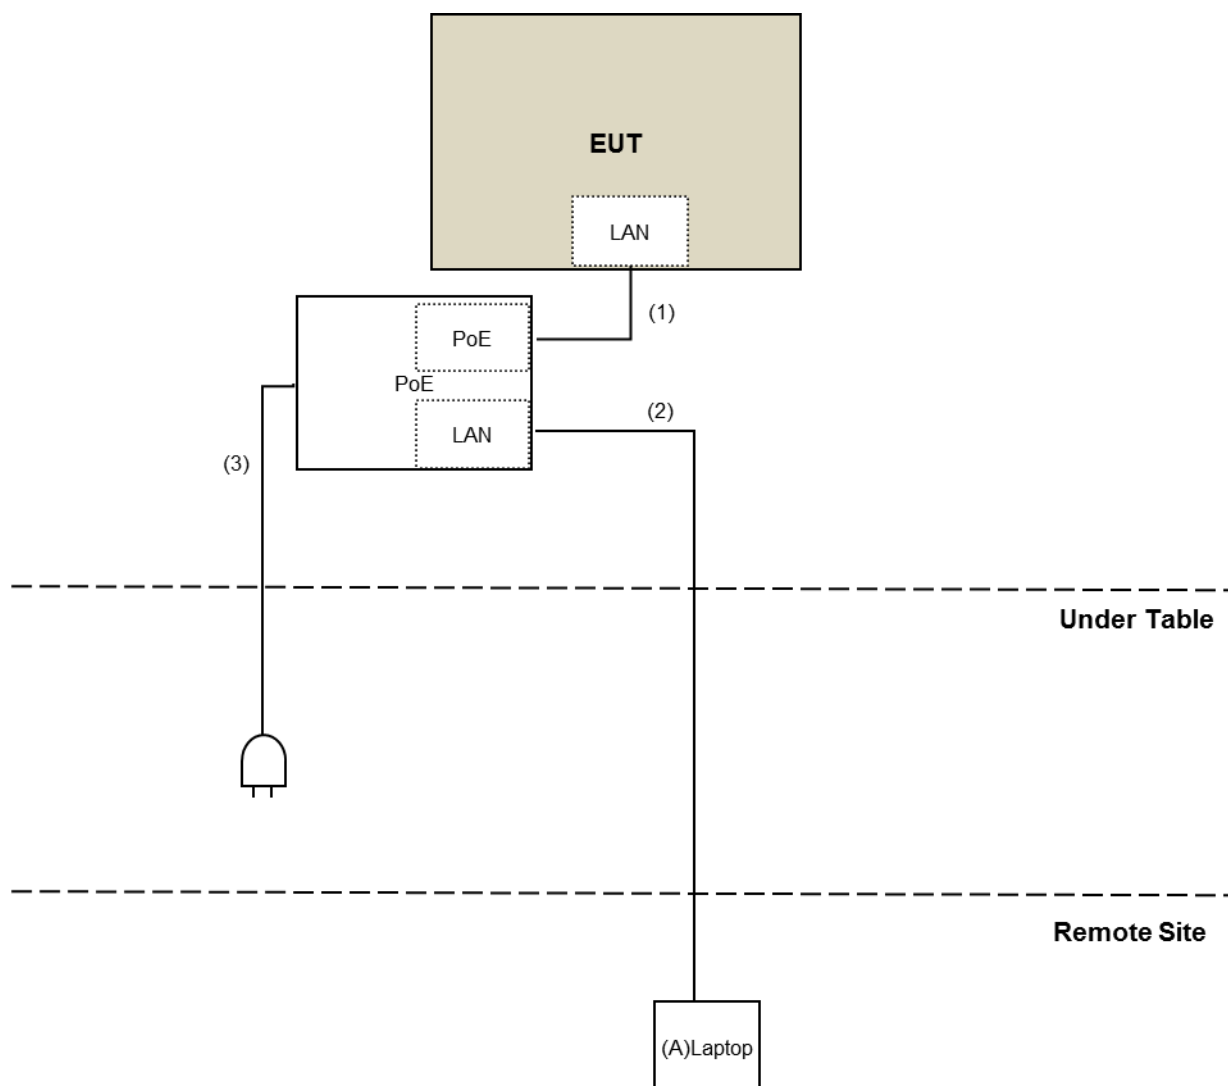 EUT
LAN
(1)
PoE
PoE
(2)
LAN
(3)
Under Table
Remote Site
(A)Laptop